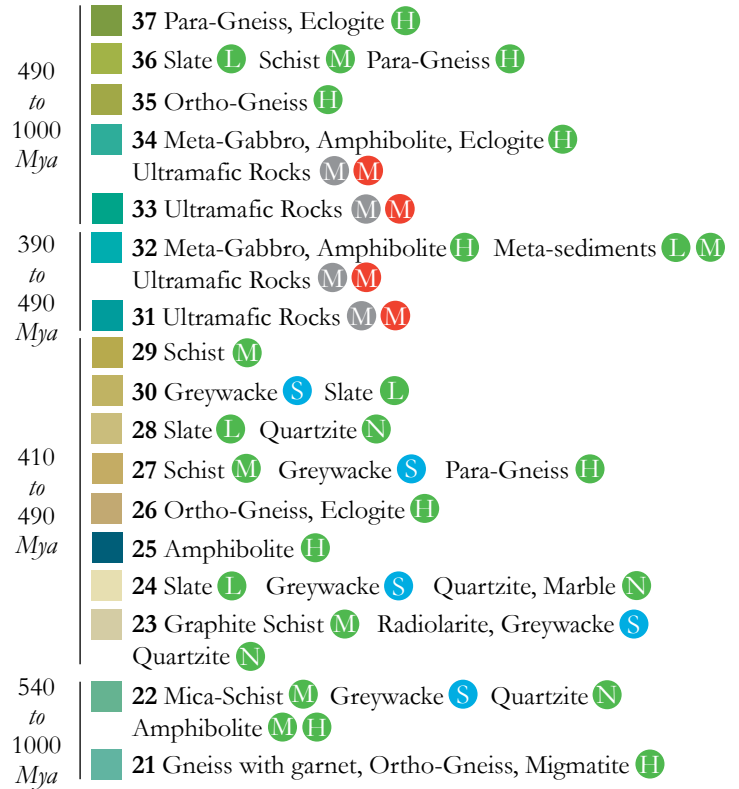 490
to
1000
Mya
37 Para-Gneiss, Eclogite H
36 Slate L Schist M Para-Gneiss H
35 Ortho-Gneiss H
34 Meta-Gabbro, Amphibolite, Eclogite H
Ultramafic Rocks M M
33 Ultramafic Rocks M M
390
to
490
Mya
32 Meta-Gabbro, Amphibolite H Meta-sediments L M
Ultramafic Rocks M M
31 Ultramafic Rocks M M
410
to
490
Mya
29 Schist M
30 Greywacke S Slate L
28 Slate L Quartzite N
27 Schist M Greywacke S Para-Gneiss H
26 Ortho-Gneiss, Eclogite H
25 Amphibolite H
24 Slate L Greywacke S Quartzite, Marble N
23 Graphite Schist M Radiolarite, Greywacke S
Quartzite N
540
to
1000
Mya
22 Mica-Schist M Greywacke S Quartzite N
Amphibolite M H
21 Gneiss with garnet, Ortho-Gneiss, Migmatite H